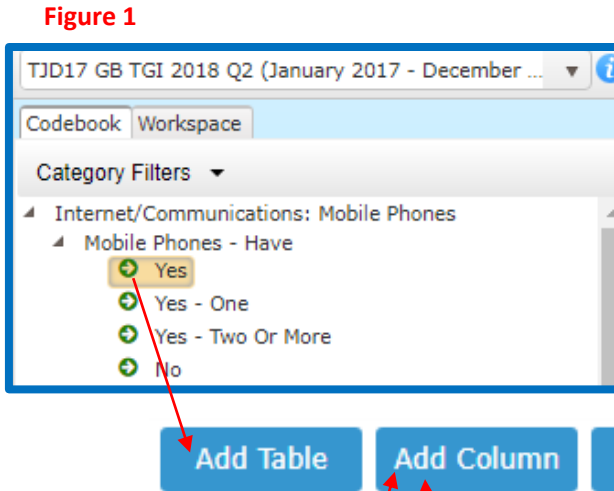 Figure 1
TJD17 GB TGI 2018 Q2 (January 2017 - December ...
Codebook Workspace
Category Filters
Internet/Communications: Mobile Phones
Mobile Phones - Have
Yes
Yes - One
Yes - Two Or More
No
Add Table Add Column